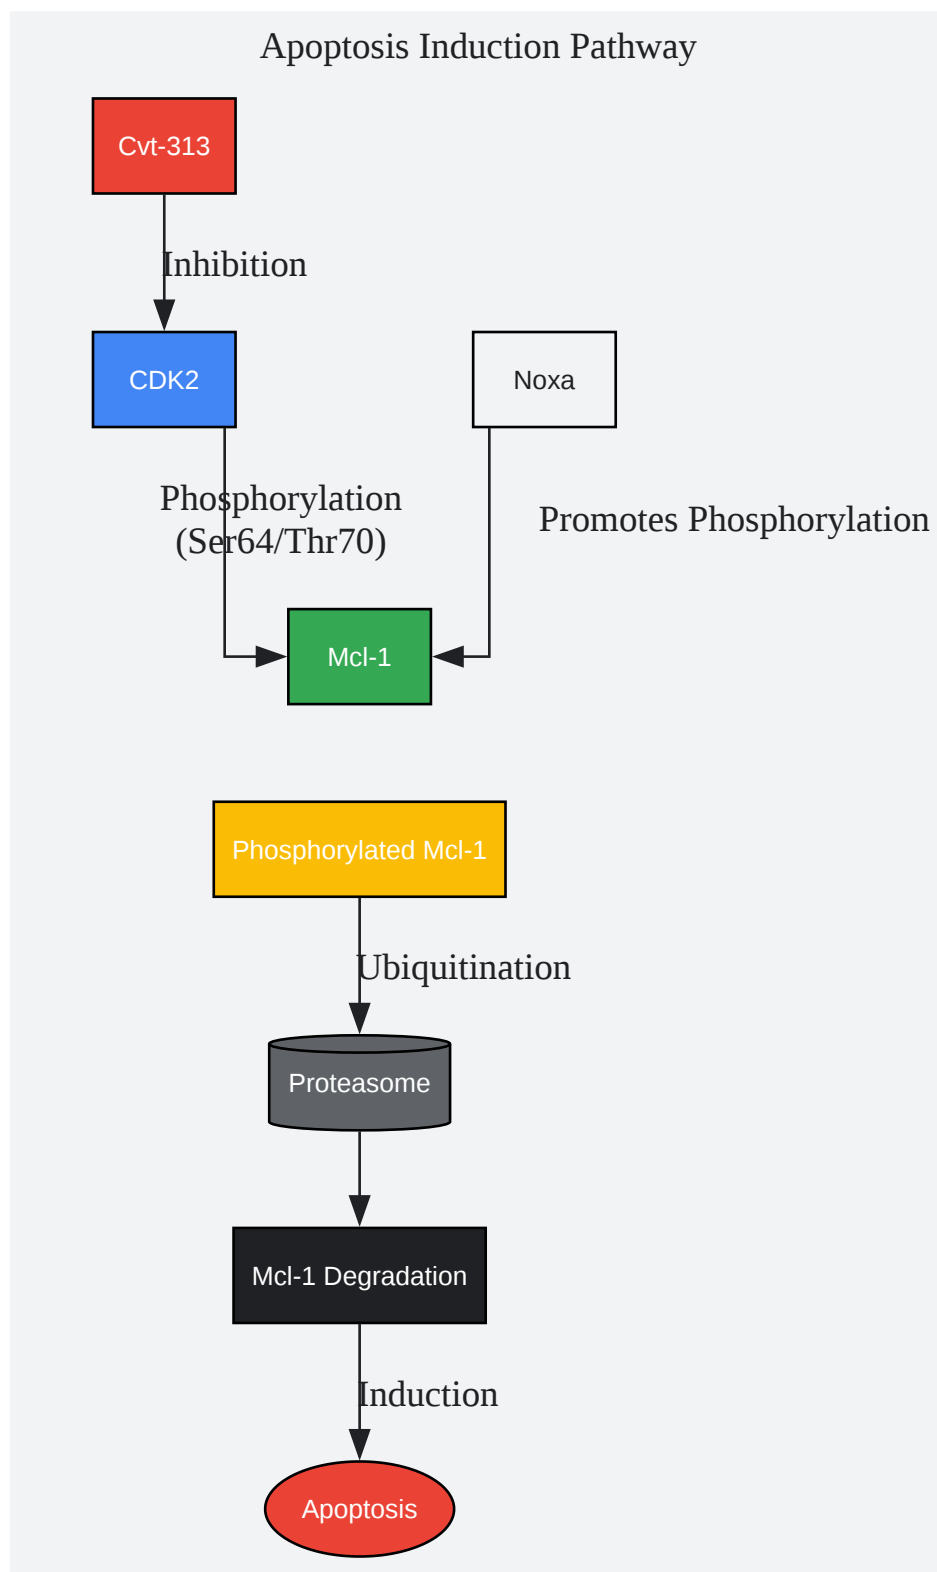 Apoptosis Induction Pathway
Cvt-313
Inhibition
CDK2
Noxa
Phosphorylation
(Ser64/Thr70)
Promotes Phosphorylation
Mcl-1
Phosphorylated Mcl-1
Ubiquitination
Proteasome
Mcl-1 Degradation
Induction
Apoptosis